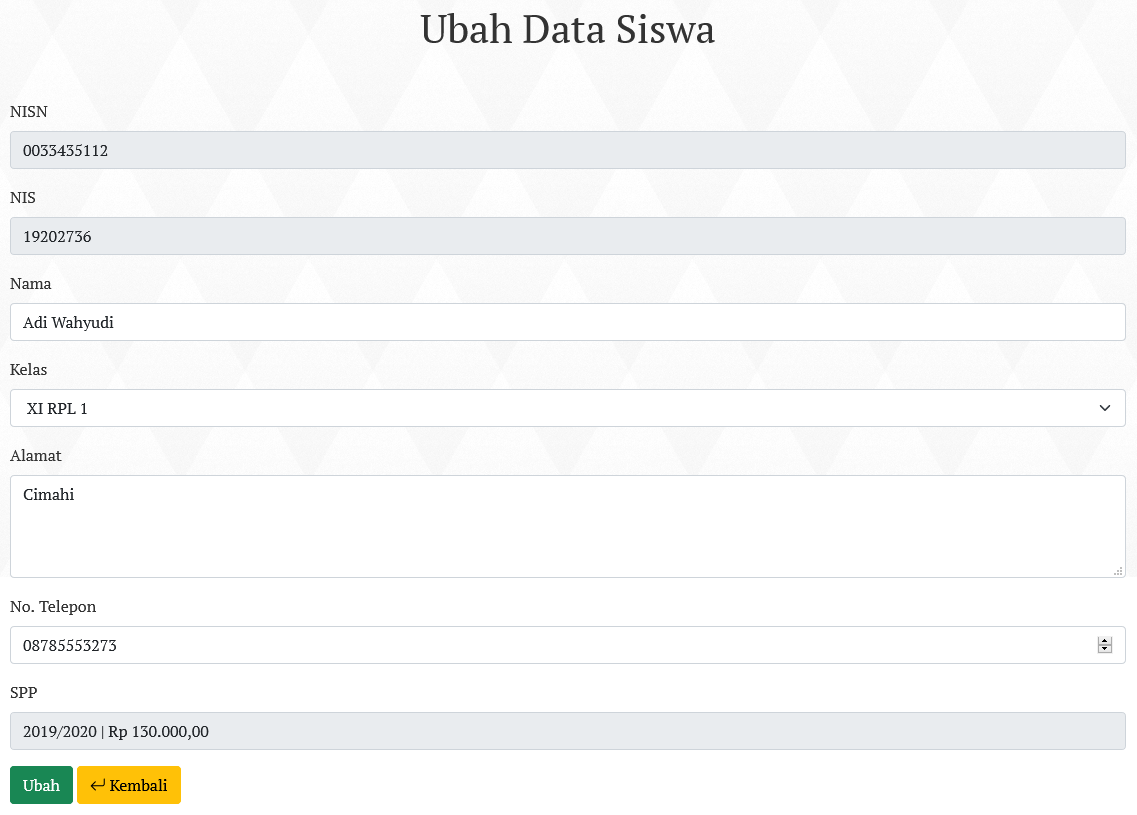 Ubah Data Siswa
NISN
0033435112
NIS
19202736
Nama
Adi Wahyudi
Kelas
XI RPL 1
Alamat
Cimahi
No. Telepon
08785553273
SPP
2019/2020 | Rp 130.000,00
Ubah Kembali